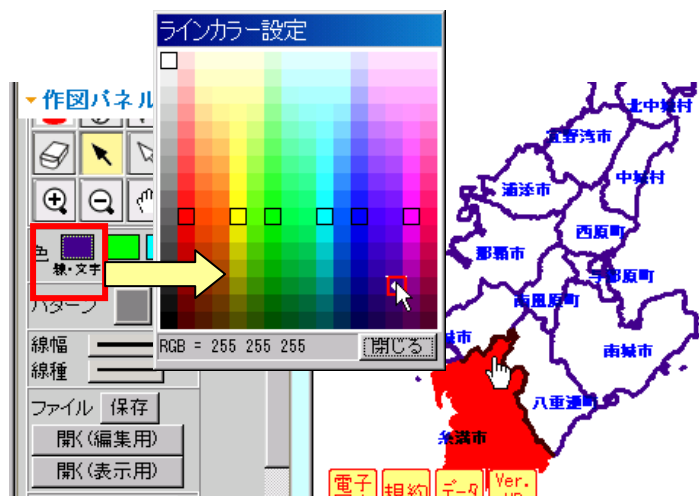 ラインカラー設定
▼作図パネル
色
線・文字
パターン
RGB = 255 255 255
閉じる
線幅
線種
ファイル 保存
開く(編集用)
開く(表示用)
北中城村
宜野湾市
中城村
浦添市
西原町
那覇市
与那原町
南風原町
南城市
城市
八重瀬町
糸満市
電子
規約
データ
Ver.
UP